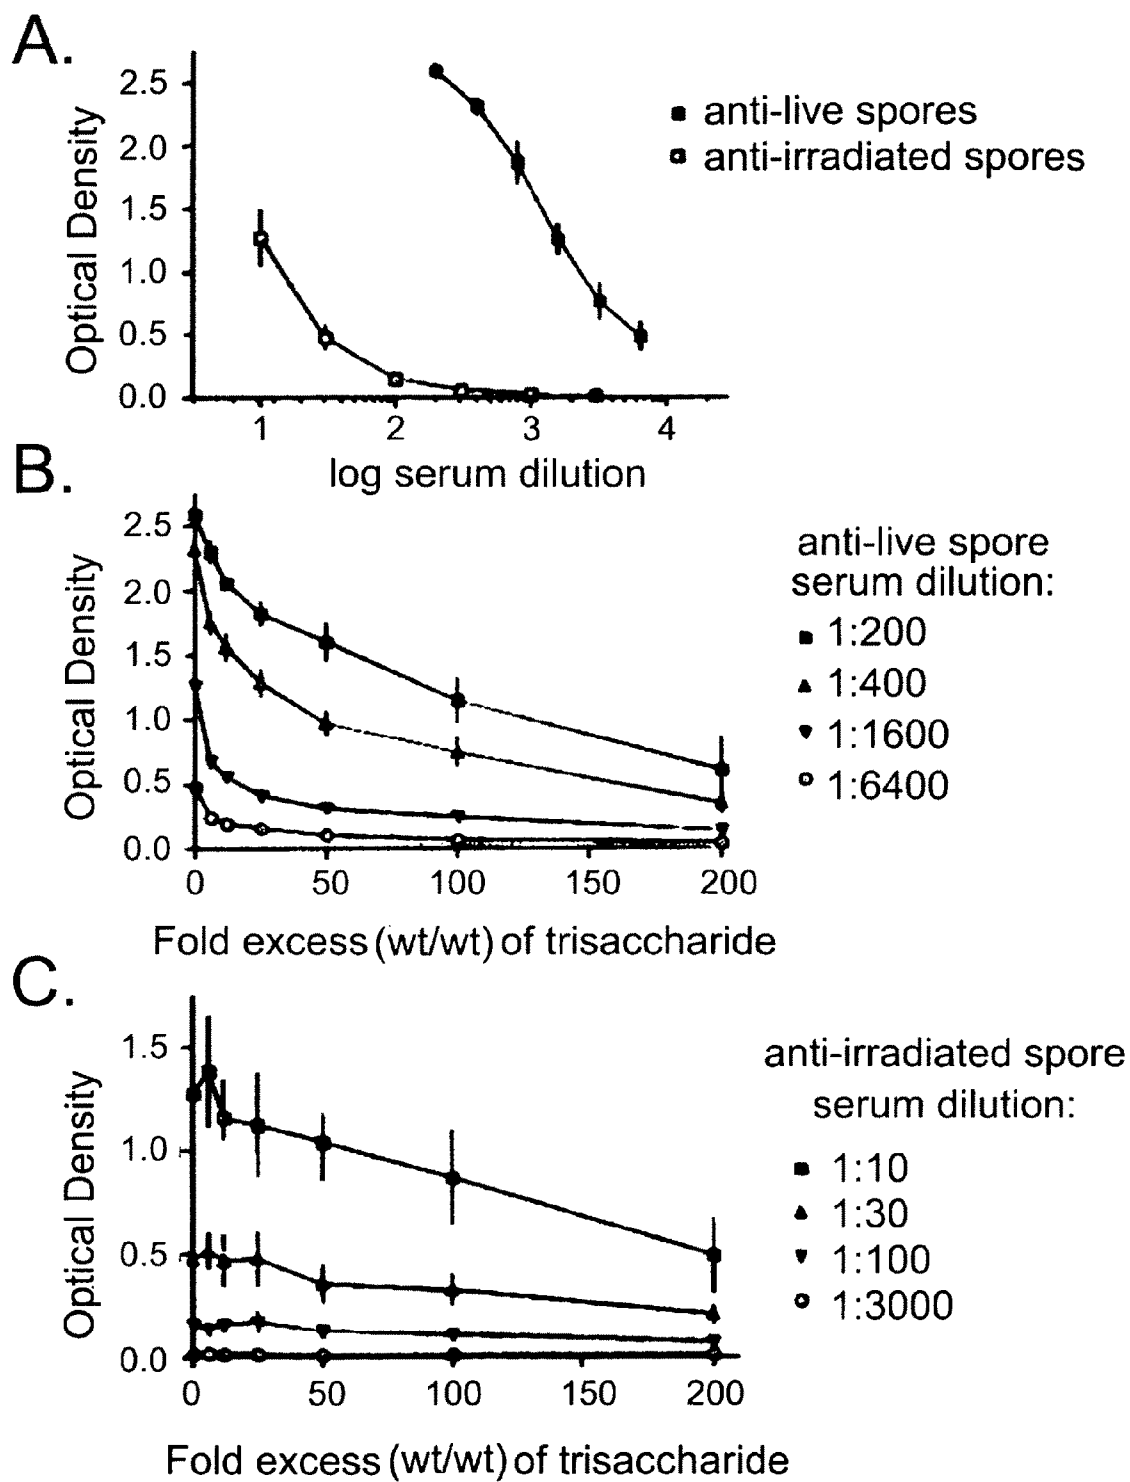 A.
Optical Density
2.5
2.0
1.5
1.0
0.5
0.0
anti-live spores
anti-irradiated spores
1 2 3 4
log serum dilution
B.
Optical Density
2.5
2.0
1.5
1.0
0.5
0.0
anti-live spore
serum dilution:
1:200
1:400
1:1600
1:6400
0 50 100 150 200
Fold excess (wt/wt) of trisaccharide
C.
Optical Density
1.5
1.0
0.5
0.0
anti-irradiated spore
serum dilution:
1:10
1:30
1:100
1:3000
0 50 100 150 200
Fold excess (wt/wt) of trisaccharide